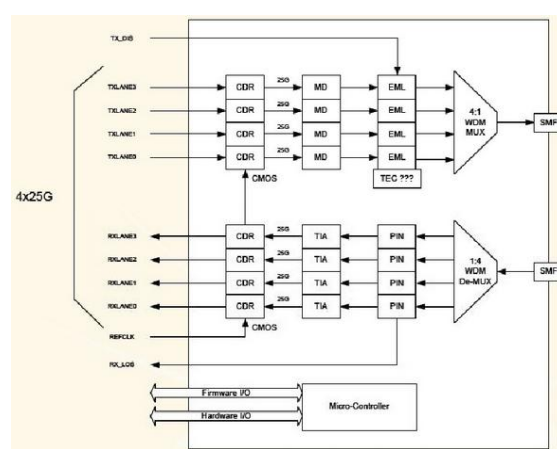 TX_DIS
TXLANE3 CDR 25G MD EML
TXLANE2 CDR 25G MD EML
TXLANE1 CDR 25G MD EML
TXLANE0 CDR 25G MD EML
4:1
WDM
MUX
SMF
TEC ???
CMOS
4x25G
RXLANE3 CDR 25G TIA PIN
RXLANE2 CDR 25G TIA PIN
RXLANE1 CDR 25G TIA PIN
RXLANE0 CDR 25G TIA PIN
1:4
WDM
De-MUX
SMF
CMOS
REFCLK
RX_LOS
Firmware I/O
Hardware I/O
Micro-Controller